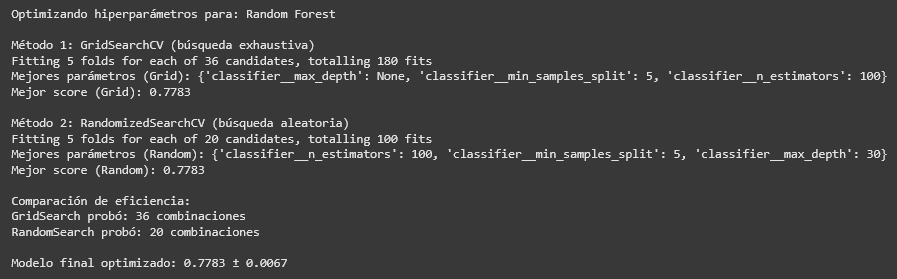 Optimizando hiperparámetros para: Random Forest
Método 1: GridSearchCV (búsqueda exhaustiva)
Fitting 5 folds for each of 36 candidates, totalling 180 fits
Mejores parámetros (Grid): {'classifier__max_depth': None, 'classifier__min_samples_split': 5, 'classifier__n_estimators': 100}
Mejor score (Grid): 0.7783
Método 2: RandomizedSearchCV (búsqueda aleatoria)
Fitting 5 folds for each of 20 candidates, totalling 100 fits
Mejores parámetros (Random): {'classifier__n_estimators': 100, 'classifier__min_samples_split': 5, 'classifier__max_depth': 30}
Mejor score (Random): 0.7783
Comparación de eficiencia:
GridSearch probó: 36 combinaciones
RandomSearch probó: 20 combinaciones
Modelo final optimizado: 0.7783 ± 0.0067